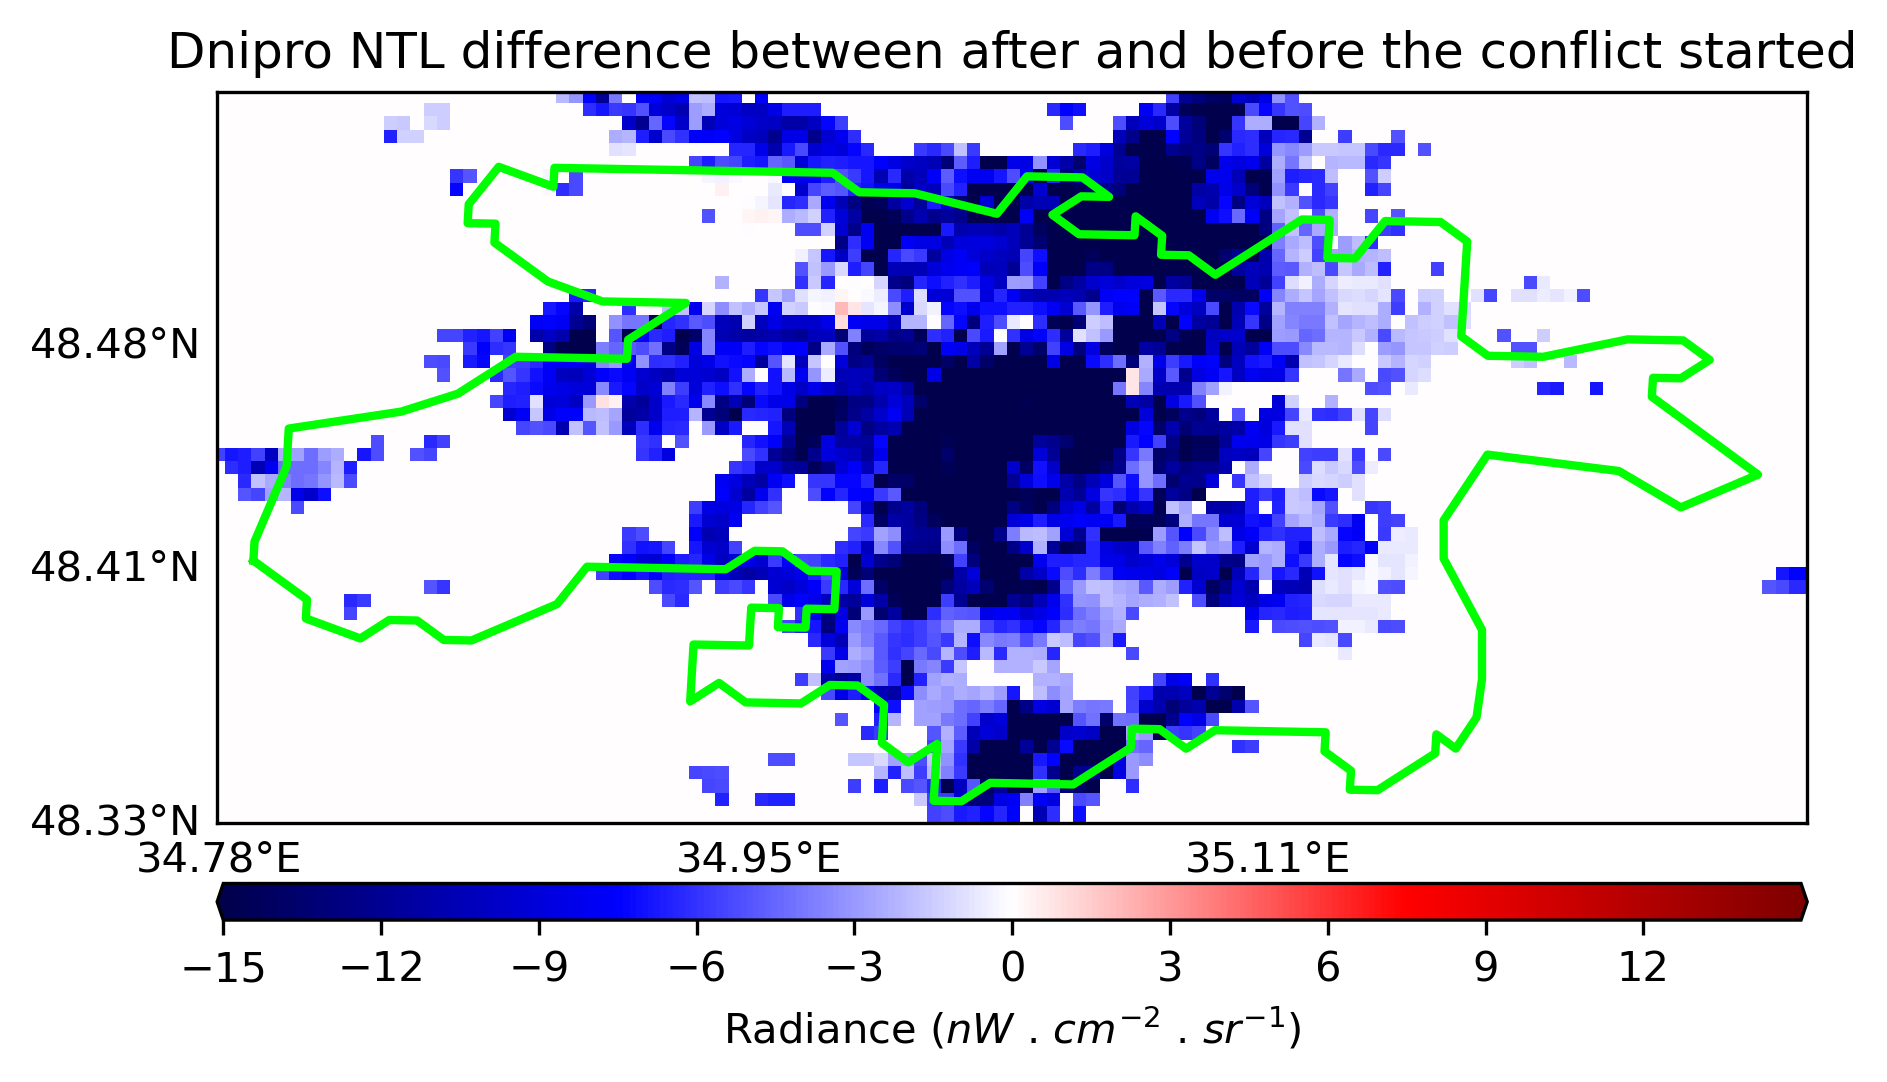 Dnipro NTL difference between after and before the conflict started
48.48°N
48.41°N
48.33°N
34.78°E 34.95°E 35.11°E
−15 −12 −9 −6 −3 0 3 6 9 12
Radiance (nW . cm⁻² . sr⁻¹)